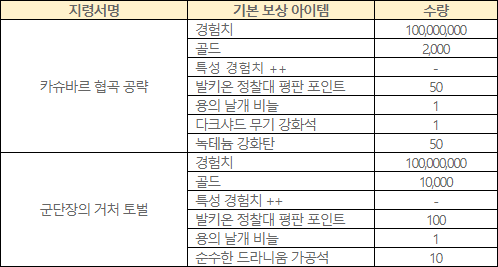 지령서명 기본 보상 아이템 수량
카슈바르 협곡 공략
경험치 100,000,000
골드 2,000
특성 경험치 ++ -
발키온 정찰대 평판 포인트 50
용의 날개 비늘 1
다크샤드 무기 강화석 1
녹테늄 강화탄 50
군단장의 거처 토벌
경험치 100,000,000
골드 10,000
특성 경험치 ++ -
발키온 정찰대 평판 포인트 100
용의 날개 비늘 1
순수한 드라니움 가공석 10